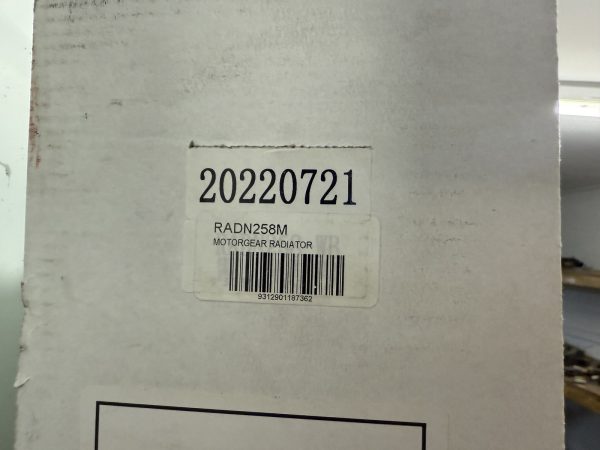 20220721
RADN258M
MOTORGEAR RADIATOR
9312901187362